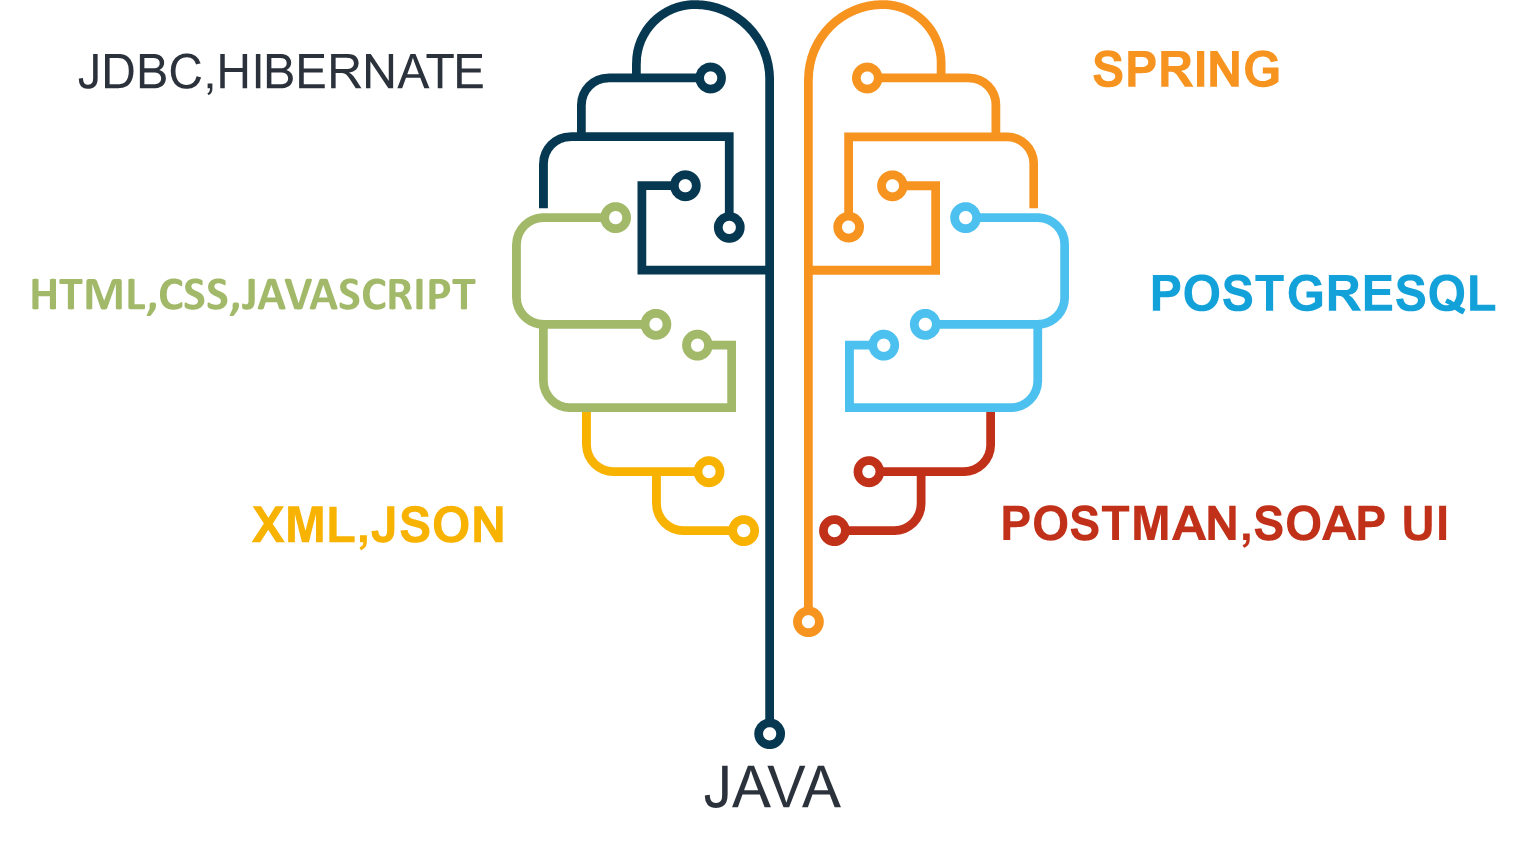 JDBC,HIBERNATE
SPRING
HTML,CSS,JAVASCRIPT
POSTGRESQL
XML,JSON
POSTMAN,SOAP UI
JAVA